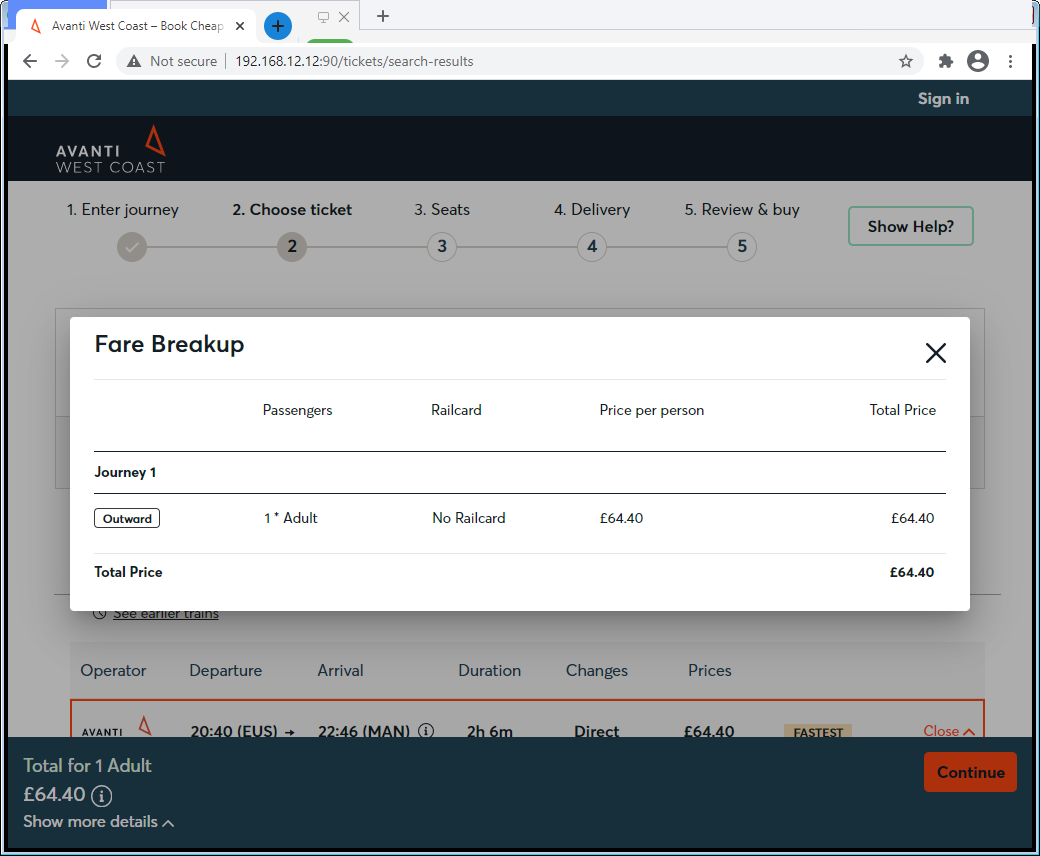 Avanti West Coast – Book Cheap
Not secure 192.168.12.12:90/tickets/search-results
Sign in
AVANTI
WEST COAST
1. Enter journey 2. Choose ticket 3. Seats 4. Delivery 5. Review & buy
Show Help?
2 3 4 5
Fare Breakup
Passengers Railcard Price per person Total Price
Journey 1
Outward 1 * Adult No Railcard £64.40 £64.40
Total Price £64.40
See earlier trains
Operator Departure Arrival Duration Changes Prices
AVANTI 20:40 (EUS) → 22:46 (MAN) 2h 6m Direct £64.40 FASTEST Close
Total for 1 Adult
£64.40
Show more details
Continue